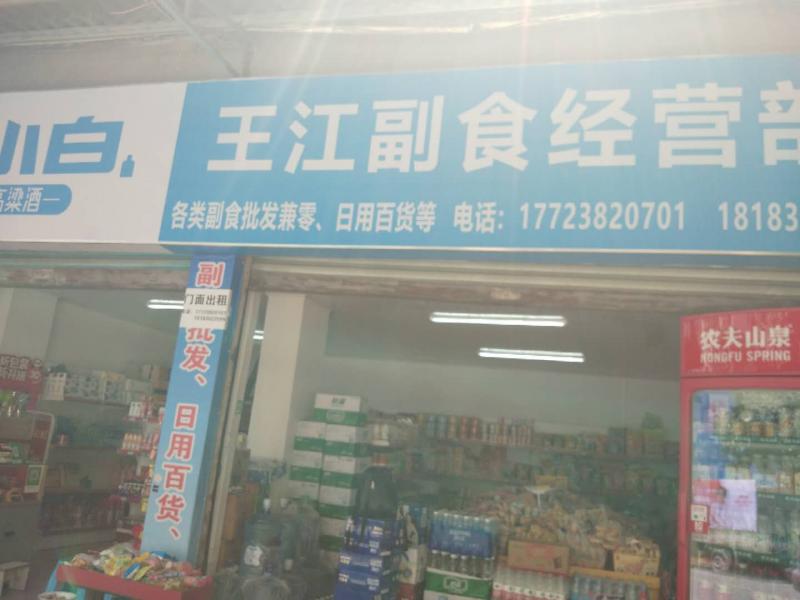 小白
高粱酒
王江副食经营部
各类副食批发兼零、日用百货等 电话：17723820701 18183
副
门面出租
批发、日用百货、
农夫山泉
NONGFU SPRING